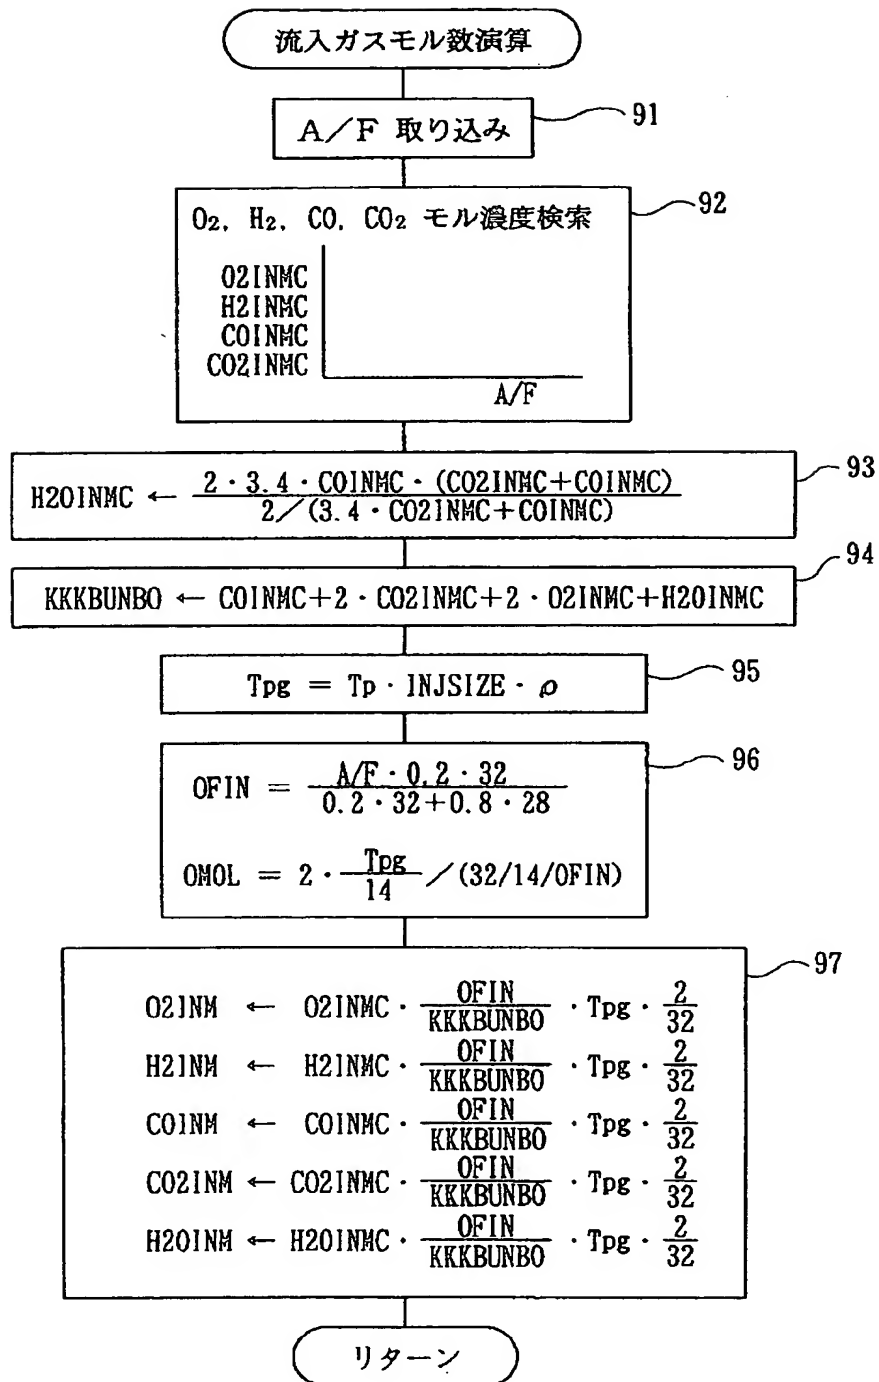 流入ガスモル数演算
A/F 取り込み
91
O₂, H₂, CO, CO₂ モル濃度検索
92
O2INMC
H2INMC
COINMC
CO2INMC
A/F
H2OINMC ← 2・3.4・COINMC・(CO2INMC+COINMC) / 2/(3.4・CO2INMC+COINMC)
93
KKKBUNBO ← COINMC+2・CO2INMC+2・O2INMC+H2OINMC
94
Tpg = Tp・INJSIZE・ρ
95
OFIN = A/F・0.2・32 / 0.2・32+0.8・28
96
OMOL = 2・Tpg/14/(32/14/OFIN)
97
O2INM ← O2INMC・OFIN/KKKBUNBO・Tpg・2/32
H2INM ← H2INMC・OFIN/KKKBUNBO・Tpg・2/32
COINM ← COINMC・OFIN/KKKBUNBO・Tpg・2/32
CO2INM ← CO2INMC・OFIN/KKKBUNBO・Tpg・2/32
H2OINM ← H2OINMC・OFIN/KKKBUNBO・Tpg・2/32
リターン